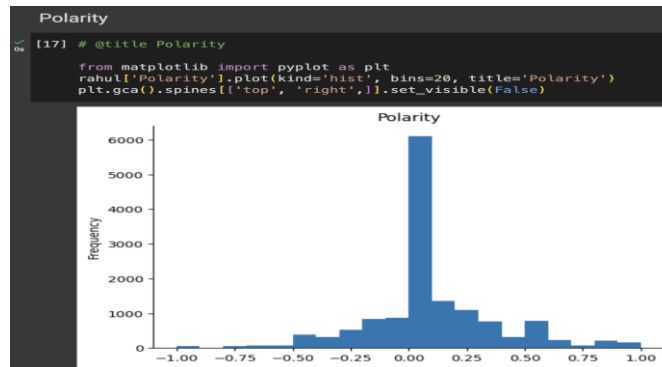 Polarity
0s [17] # @title Polarity
from matplotlib import pyplot as plt
rahul['Polarity'].plot(kind='hist', bins=20, title='Polarity')
plt.gca().spines[['top', 'right',]].set_visible(False)
Polarity
6000
5000
4000
3000
2000
1000
0
Frequency
−1.00 −0.75 −0.50 −0.25 0.00 0.25 0.50 0.75 1.00